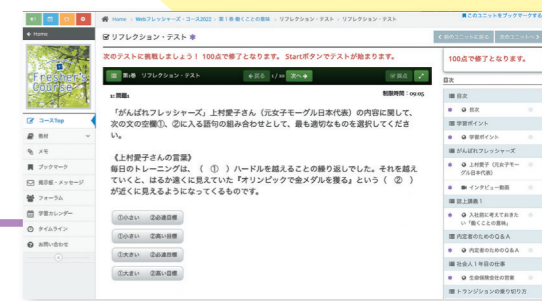 Home
Webフレッシャーズ・コース2022
第1巻 働くことの意味
リフレクション・テスト
リフレクション・テスト
このユニットをブックマークする
Home
Fresher's Course
リフレクション・テスト
前のユニットに戻る
次のユニットへ
次のテストに挑戦しましょう! 100点で修了となります。 Startボタンでテストが始まります。
100点で修了となります。
第1巻 リフレクション・テスト
戻る
1 / 10
次へ
採点
目次
1: 問題1
制限時間:09:05
目次
目次
コースTop
「がんばれフレッシャーズ」上村愛子さん(元女子モーグル日本代表)の内容に関して、
次の文の空欄①、②に入る語句の組み合わせとして、最も適切なものを選択してくださ
い。
学習ポイント
学習ポイント
教材
がんばれフレッシャーズ
メモ
上村愛子(元女子モー
グル日本代表)
ブックマーク
《上村愛子さんの言葉》
毎日のトレーニングは、( ① )ハードルを越えることの繰り返しでした。それを越え
ていくと、はるか遠くに見えていた『オリンピックで金メダルを獲る』という( ② )
が近くに見えるようになってくるものです。
インタビュー動画
掲示板・メッセージ
誌上講義1
フォーラム
入社前に考えておきた
い「働くことの意味」
学習カレンダー
①小さい ②必達目標
内定者のためのQ&A
タイムライン
①小さい ②高い目標
内定者のためのQ&A
お問い合わせ
①大きい ②必達目標
社会人1年目の仕事
生命保険会社の営業
①大きい ②高い目標
トランジションの乗り切り方